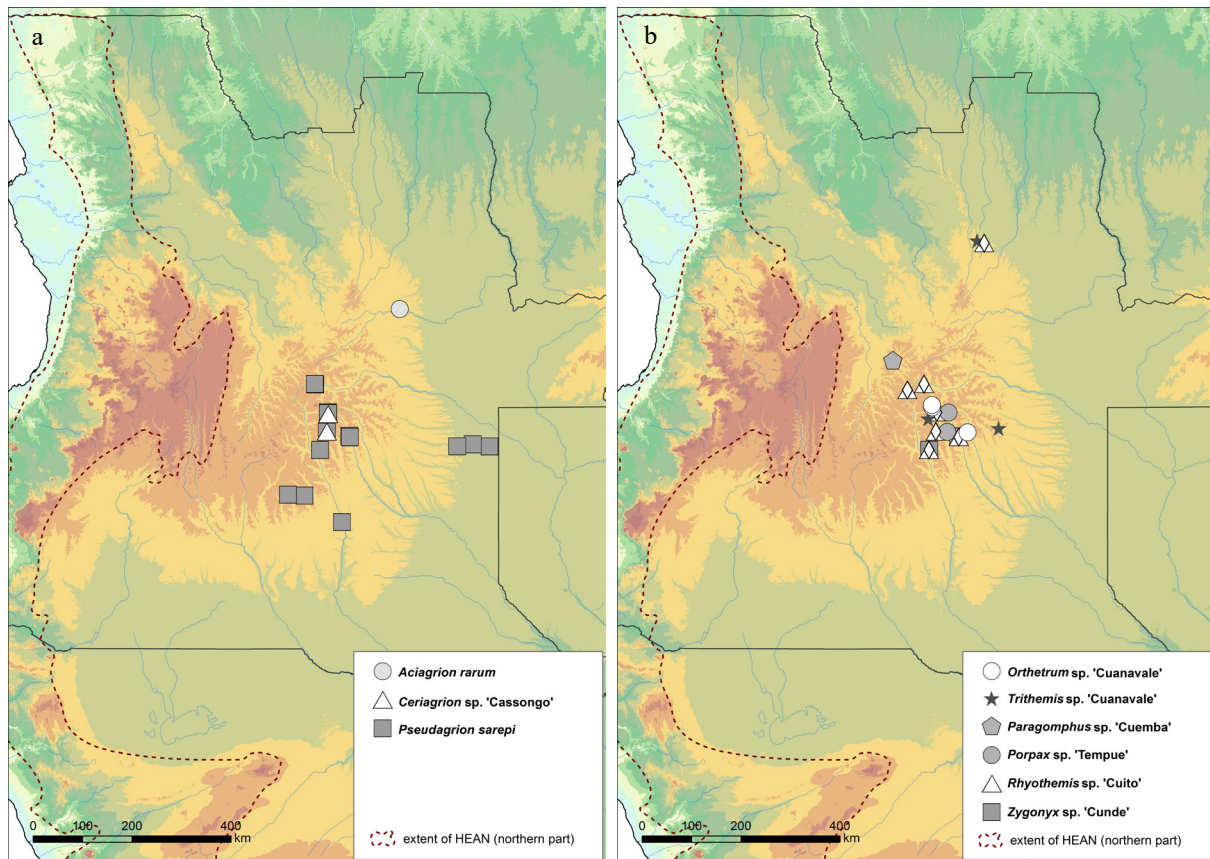 a
Aciagrion rarum
Ceriagrion sp. 'Cassongo'
Pseudagrion sarepi
extent of HEAN (northern part)
0 200 400
km
b
Orthetrum sp. 'Cuanavale'
Trithemis sp. 'Cuanavale'
Paragomphus sp. 'Cuemba'
Porpax sp. 'Tempue'
Rhyothemis sp. 'Cuito'
Zygonyx sp. 'Cunde'
extent of HEAN (northern part)
0 200 400
km